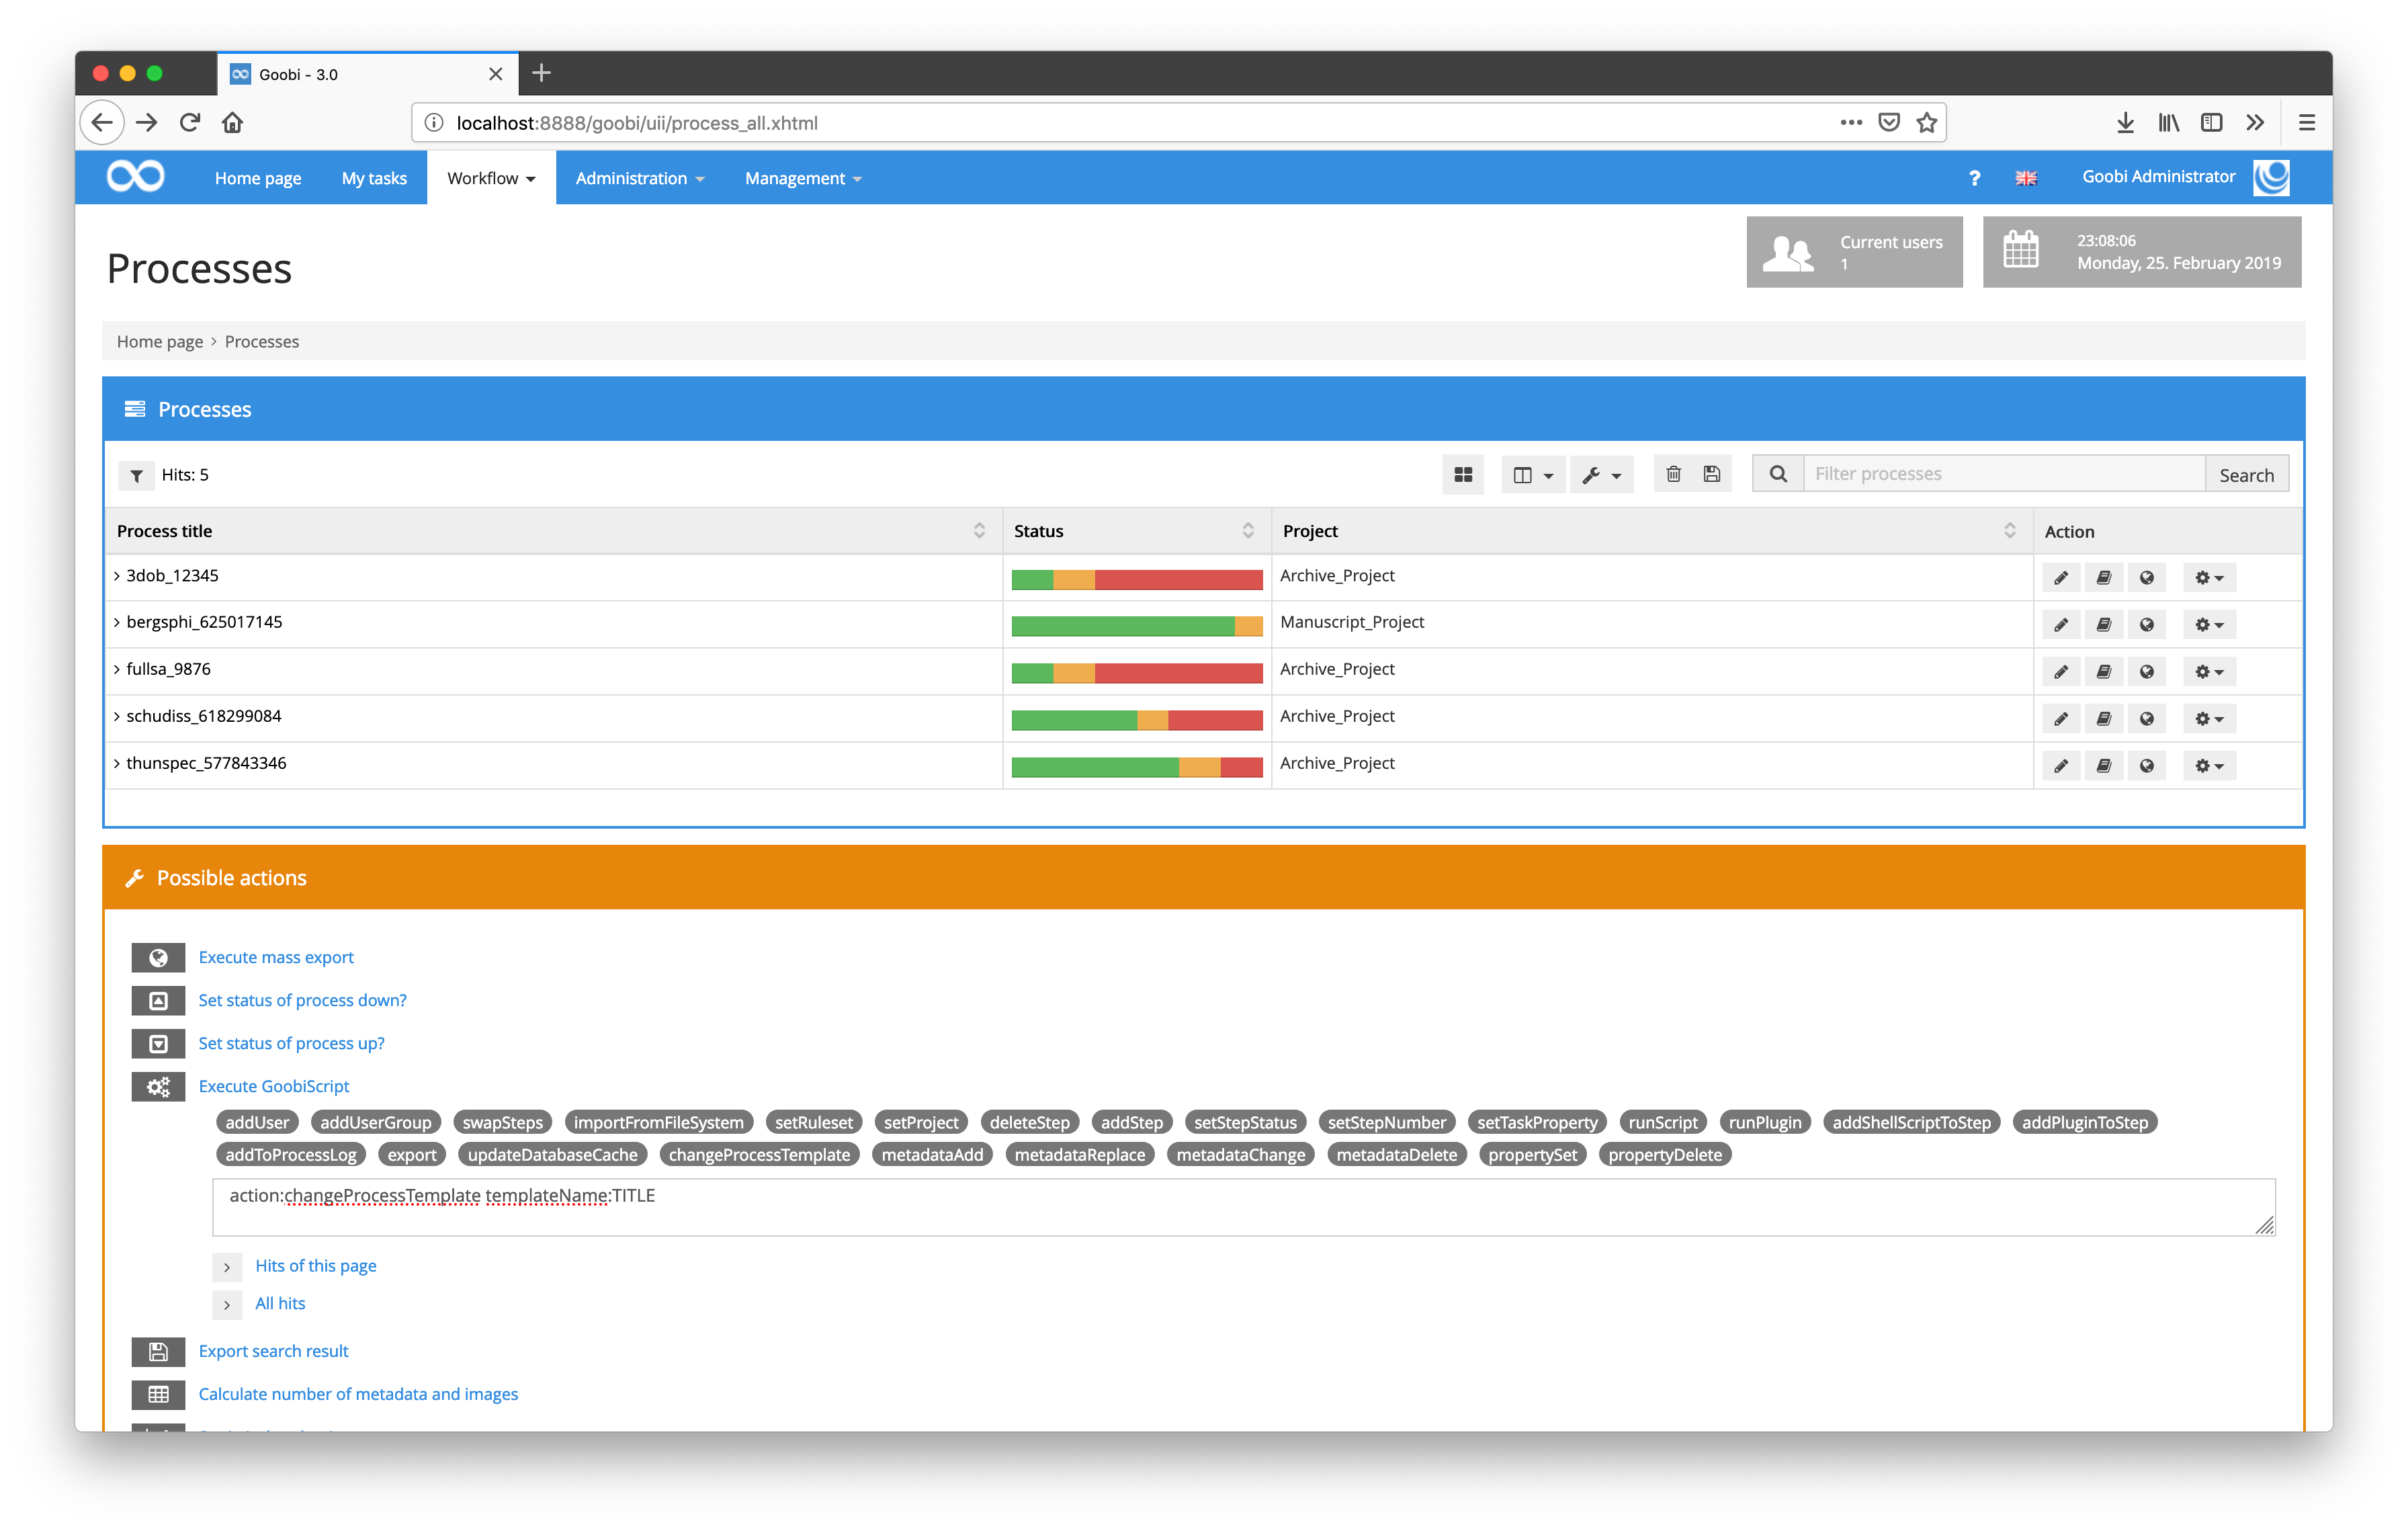 Goobi - 3.0
localhost:8888/goobi/uii/process_all.xhtml
Home page My tasks Workflow Administration Management ? Goobi Administrator
Processes
Current users
1
23:08:06
Monday, 25. February 2019
Home page > Processes
Processes
Hits: 5 Filter processes Search
Process title Status Project Action
3dob_12345 Archive_Project
bergsphi_625017145 Manuscript_Project
fullsa_9876 Archive_Project
schudiss_618299084 Archive_Project
thunspec_577843346 Archive_Project
Possible actions
Execute mass export
Set status of process down?
Set status of process up?
Execute GoobiScript
addUser addUserGroup swapSteps importFromFileSystem setRuleset setProject deleteStep addStep setStepStatus setStepNumber setTaskProperty runScript runPlugin addShellScriptToStep addPluginToStep
addToProcessLog export updateDatabaseCache changeProcessTemplate metadataAdd metadataReplace metadataChange metadataDelete propertySet propertyDelete
action:changeProcessTemplate templateName:TITLE
Hits of this page
All hits
Export search result
Calculate number of metadata and images